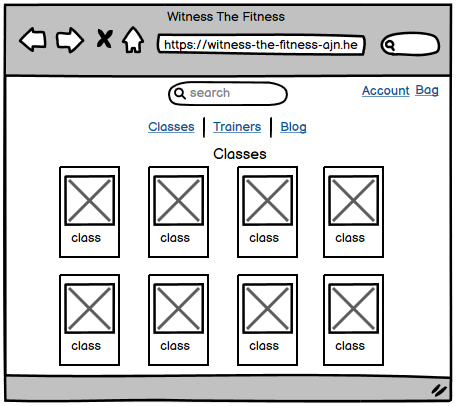 Witness The Fitness
https://witness-the-fitness-ajn.he
search
Account Bag
Classes Trainers Blog
Classes
class class class class
class class class class